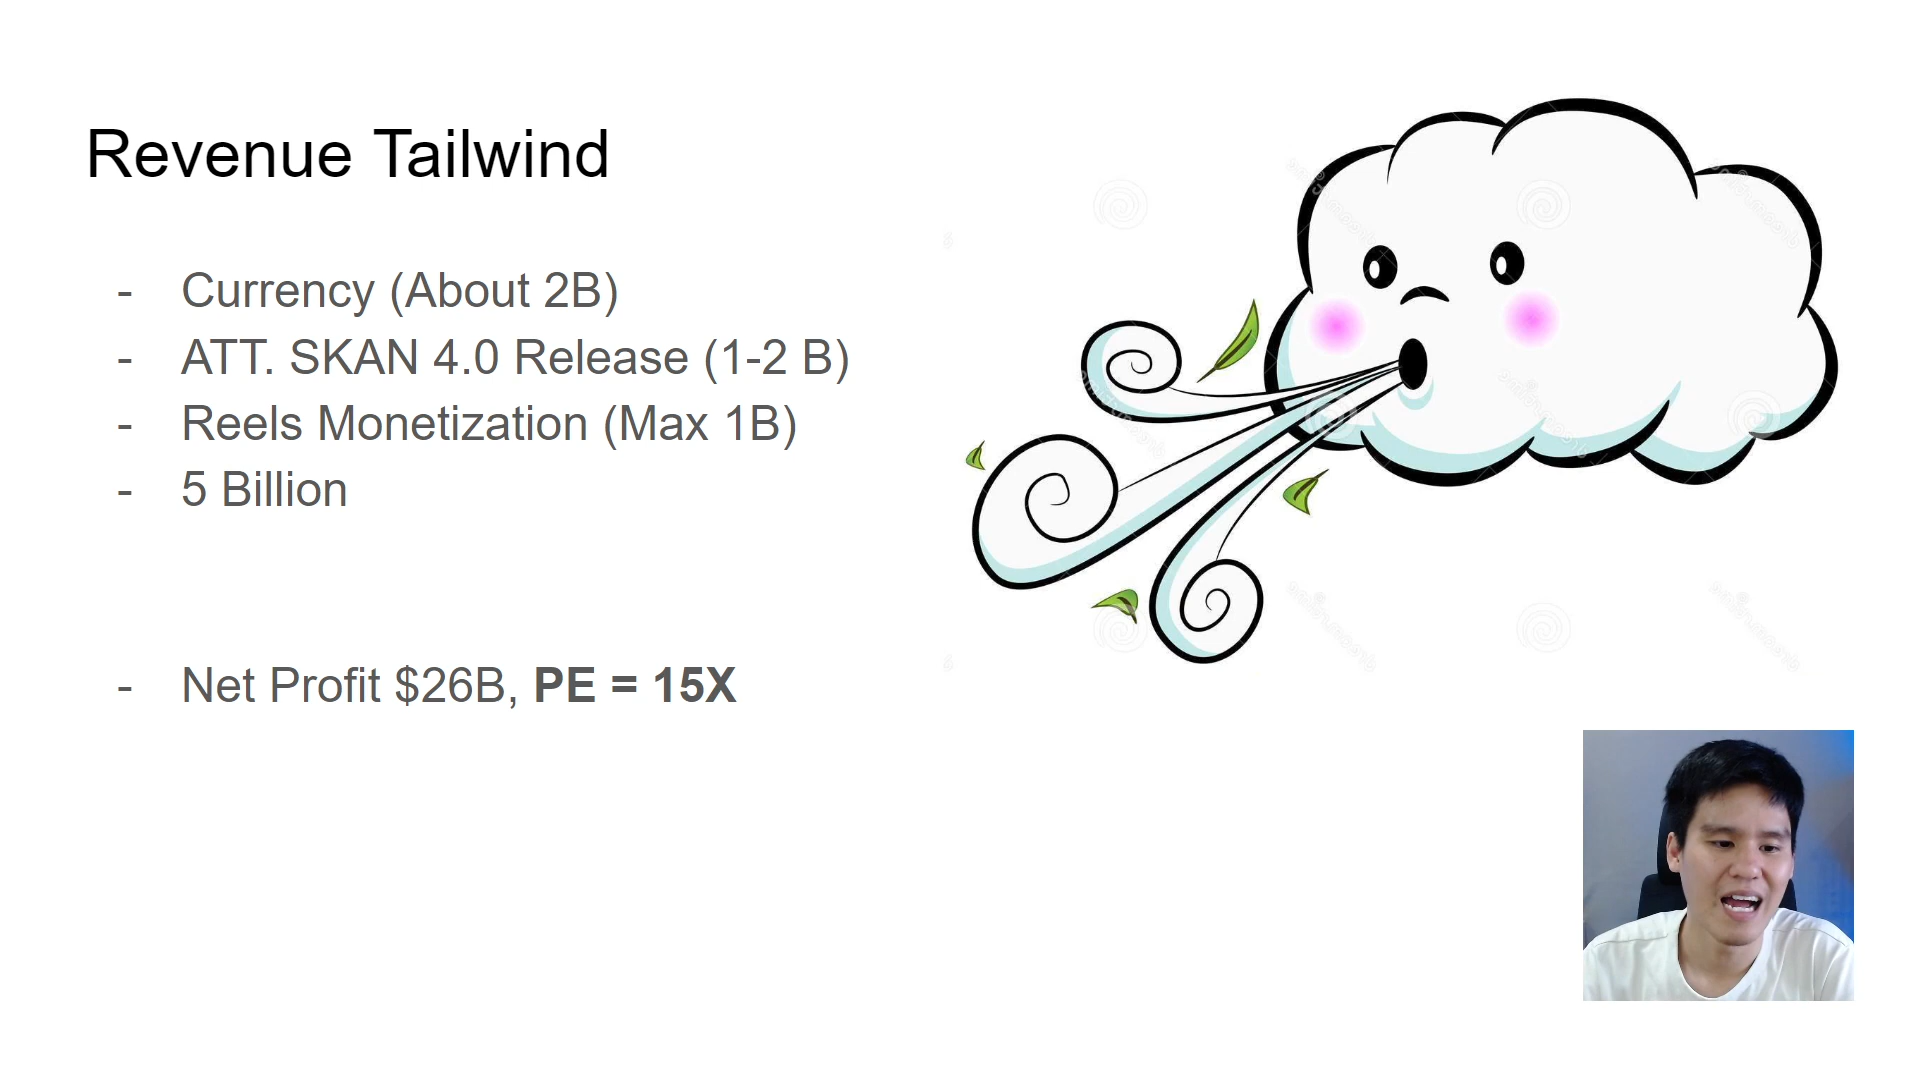 Revenue Tailwind
- Currency (About 2B)
- ATT. SKAN 4.0 Release (1-2 B)
- Reels Monetization (Max 1B)
- 5 Billion
- Net Profit $26B, PE = 15X